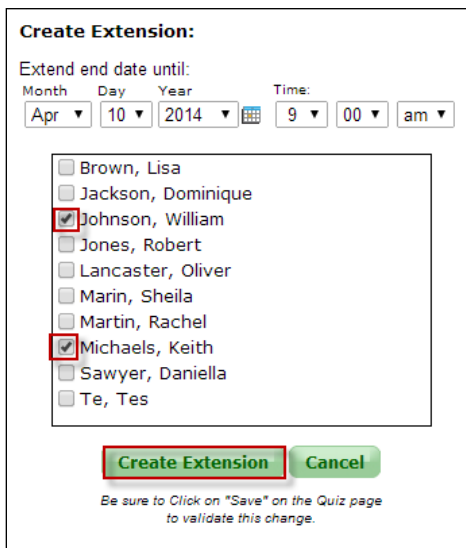 Create Extension:
Extend end date until:
Month Day Year Time:
Apr 10 2014 9 00 am
Brown, Lisa
Jackson, Dominique
Johnson, William
Jones, Robert
Lancaster, Oliver
Marin, Sheila
Martin, Rachel
Michaels, Keith
Sawyer, Daniella
Te, Tes
Create Extension Cancel
Be sure to Click on "Save" on the Quiz page
to validate this change.